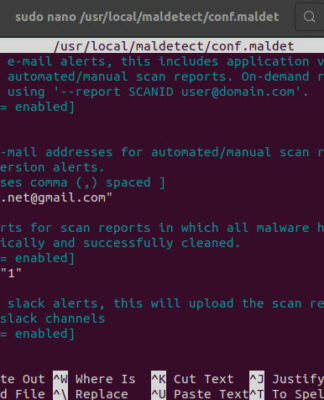 sudo nano /usr/local/maldetect/conf.maldet
/usr/local/maldetect/conf.maldet
e-mail alerts, this includes application v
automated/manual scan reports. On-demand r
using '--report SCANID user@domain.com'.
= enabled]
-mail addresses for automated/manual scan r
ersion alerts.
ses comma (,) spaced ]
.net@gmail.com"
rts for scan reports in which all malware h
ically and successfully cleaned.
= enabled]
"1"
slack alerts, this will upload the scan re
slack channels
= enabled]
te Out ^W Where Is ^K Cut Text ^J Justify
d File ^\ Replace ^U Paste Text ^T To Spel